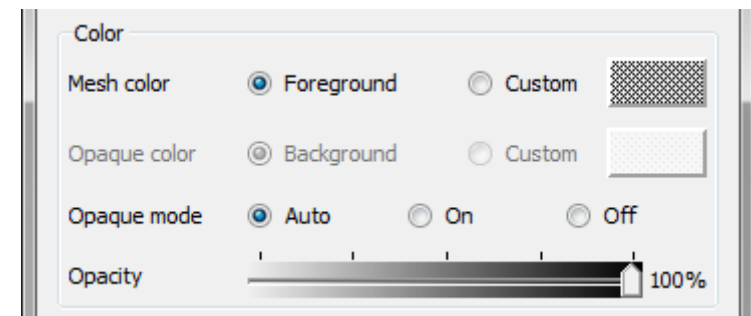 Color
Mesh color Foreground Custom
Opaque color Background Custom
Opaque mode Auto On Off
Opacity 100%